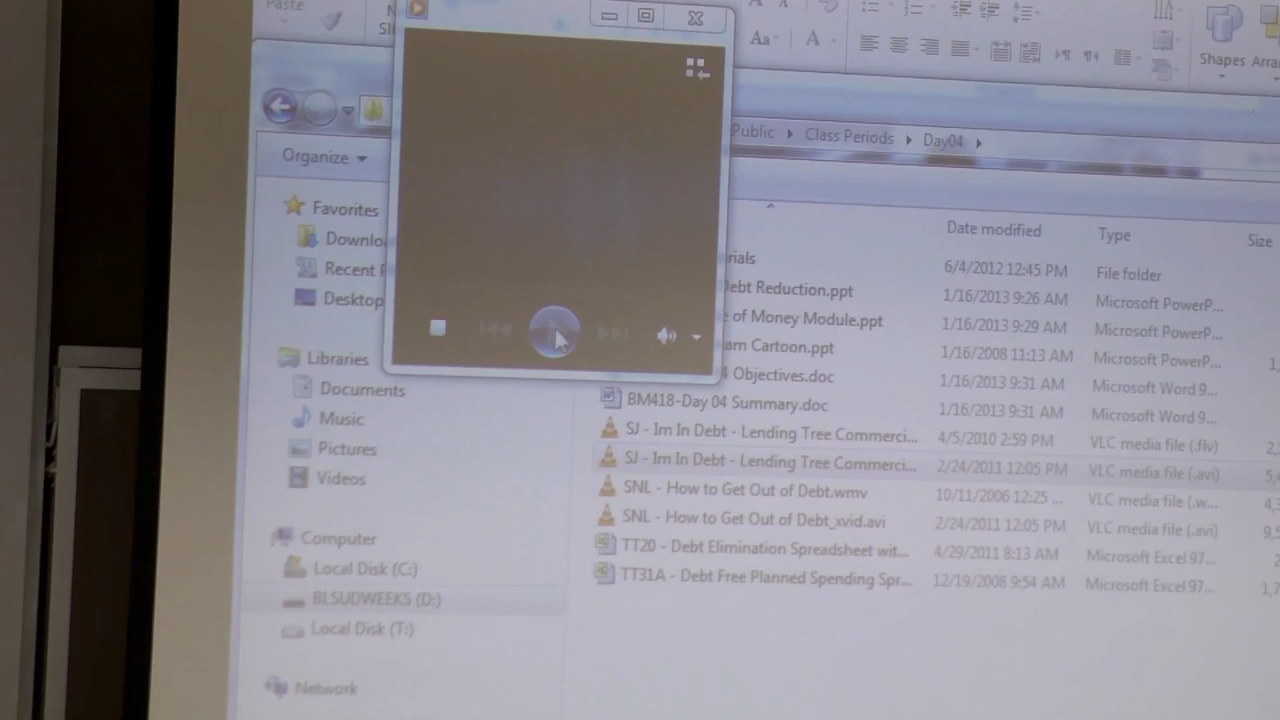 Paste
Aa A
Shapes Arra
Public Class Periods Day04
Organize
Favorites
Downlo
Recent
Desktop
Libraries
Documents
Music
Pictures
Videos
Computer
Local Disk (C:)
BLSUDWEEKS (D:)
Local Disk (T:)
Network
Date modified Type Size
rials 6/4/2012 12:45 PM File folder
Debt Reduction.ppt 1/16/2013 9:26 AM Microsoft PowerP...
e of Money Module.ppt 1/16/2013 9:29 AM Microsoft PowerP...
am Cartoon.ppt 1/16/2008 11:13 AM Microsoft PowerP... 1,
4 Objectives.doc 1/16/2013 9:31 AM Microsoft Word 9...
BM418-Day 04 Summary.doc 1/16/2013 9:31 AM Microsoft Word 9...
SJ - Im In Debt - Lending Tree Commerci... 4/5/2010 2:59 PM VLC media file (.flv) 2,
SJ - Im In Debt - Lending Tree Commerci... 2/24/2011 12:05 PM VLC media file (.avi) 5,
SNL - How to Get Out of Debt.wmv 10/11/2006 12:25 ... VLC media file (.w... 4,
SNL - How to Get Out of Debt_xvid.avi 2/24/2011 12:05 PM VLC media file (.avi) 9,
TT20 - Debt Elimination Spreadsheet wit... 4/29/2011 8:13 AM Microsoft Excel 97...
TT31A - Debt Free Planned Spending Spr... 12/19/2008 9:54 AM Microsoft Excel 97... 1,